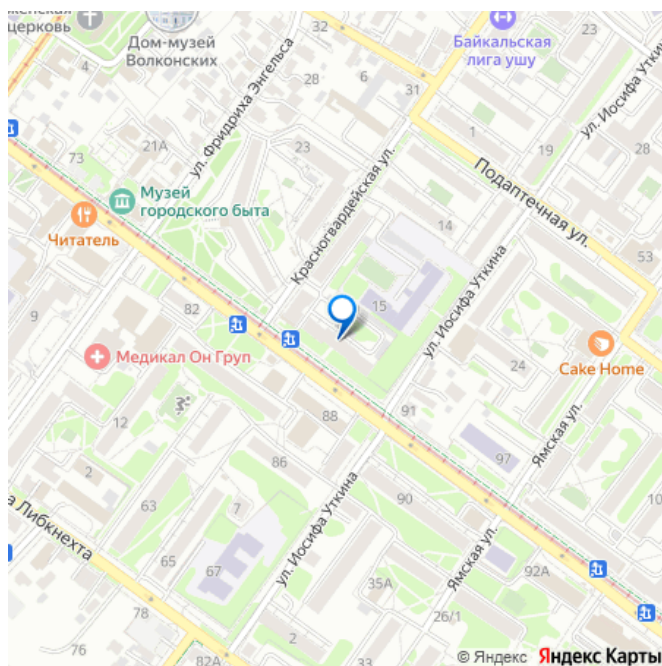 женская
церковь
4
Дом-музей
Волконских
28
32
6
31
Байкальская
лига ушу
23
ул. Иосифа Уткина
19
1
Подаптечная ул.
53
ул. Фридриха Энгельса
21А
73
23
Красногвардейская ул.
14
Музей
городского быта
Читатель
9
82
15
ул. Иосифа Уткина
24
Cake Home
Медикал Он Груп
12
2
88
91
86
97
Ямская ул.
63
7
90
ул. Иосифа Уткина
а Либкнехта
65
67
35А
Ямская ул.
92А
78
26/1
76
82А
2
© Яндекс Яндекс Карты